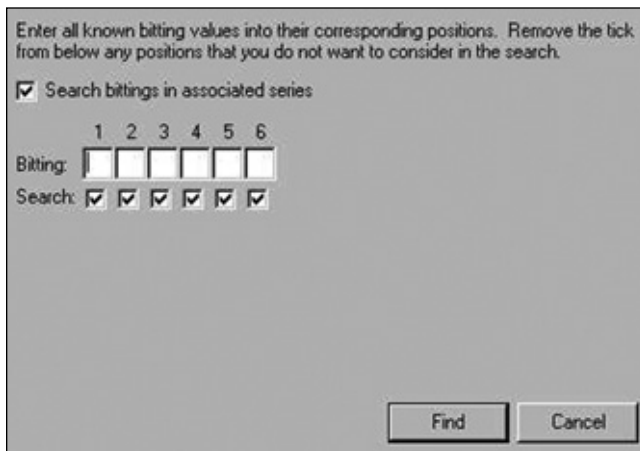 Enter all known bitting values into their corresponding positions. Remove the tick
from below any positions that you do not want to consider in the search.
Search bittings in associated series
1 2 3 4 5 6
Bitting:
Search:
Find Cancel